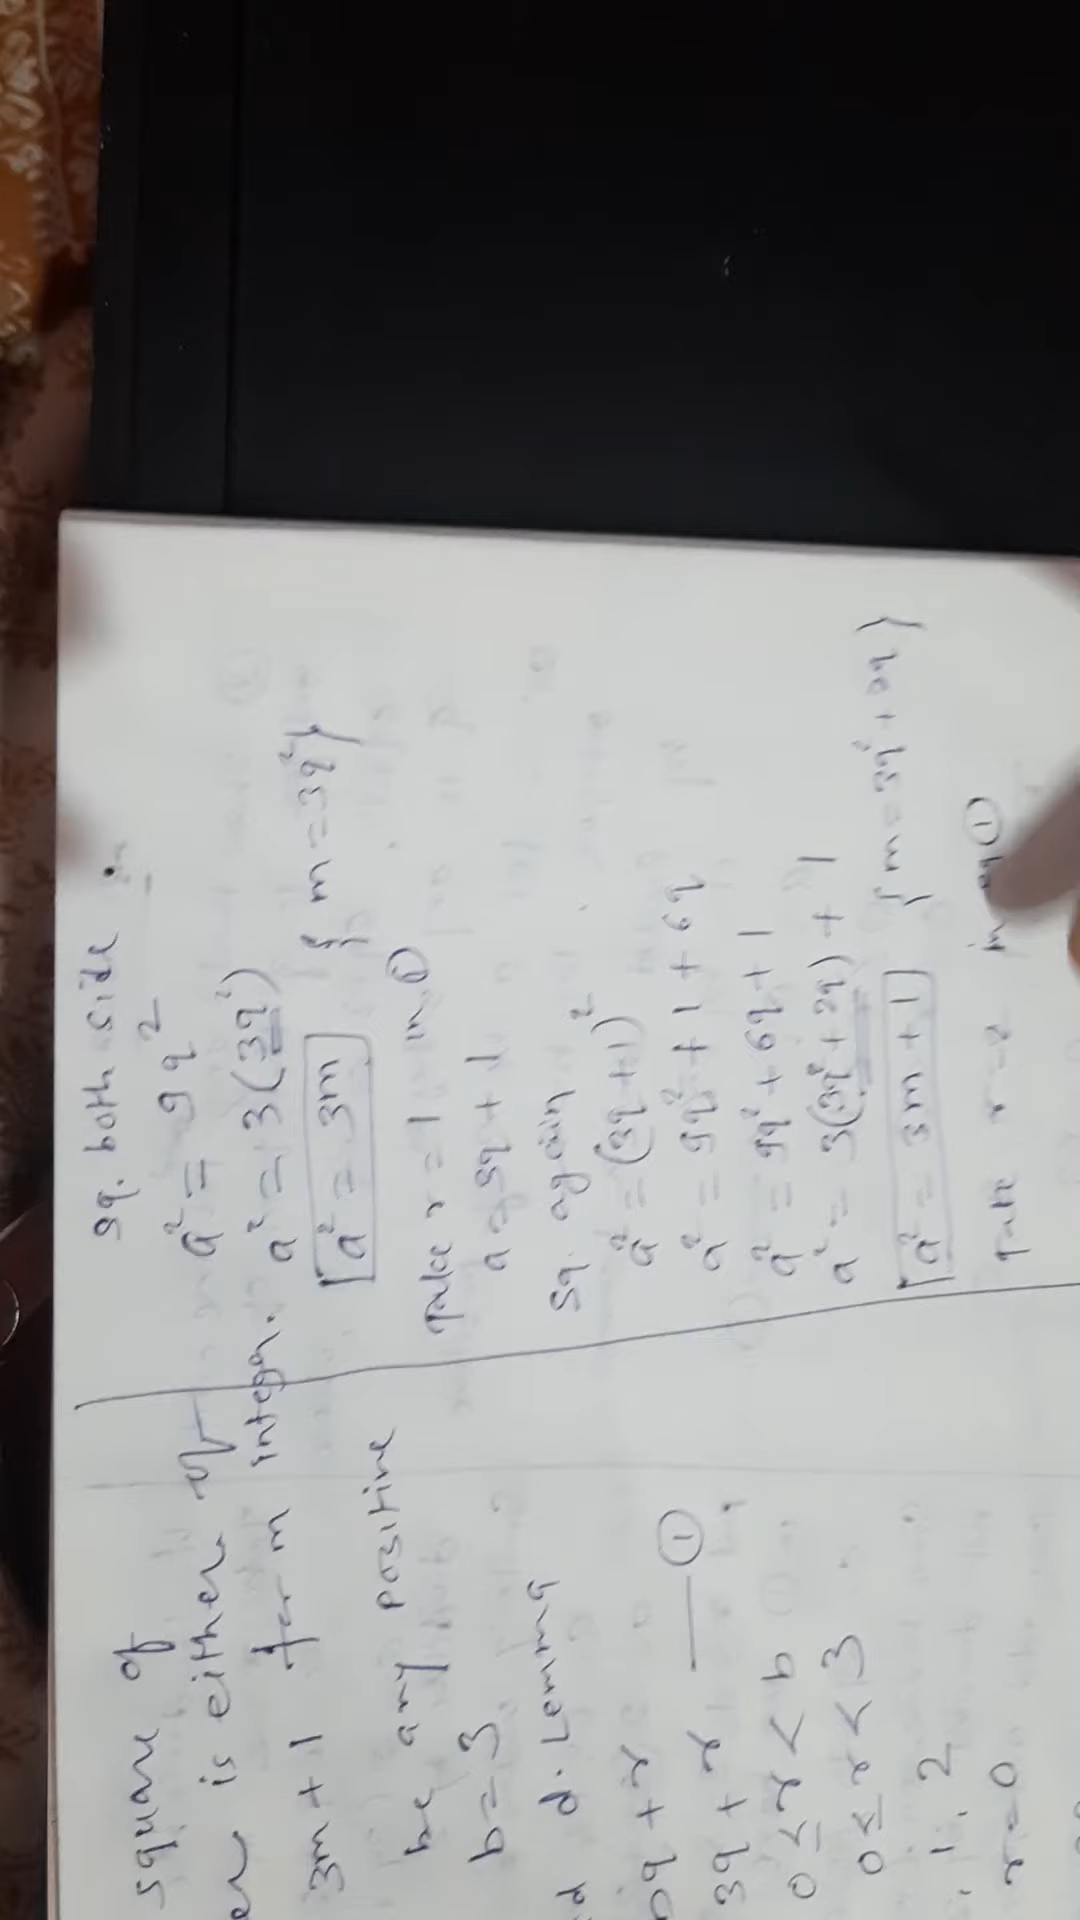 square of
is either of
3m + 1 form integer.
be any positive
b = 3
d. Lemma
bq + r
3q + r —— ①
0 ≤ r < b
0 ≤ r < 3
1, 2
r = 0
sq. both side :-
a² = 9q²
a² = 3(3q²)
a² = 3m { m = 3q² }
Take r = 1 in ①
a = 3q + 1
sq. again
a² = (3q + 1)²
a² = 9q² + 1 + 6q
a² = 9q² + 6q + 1
a² = 3(3q² + 2q) + 1
a² = 3m + 1 { m = 3q² + 2q }
Take r = 2 ①